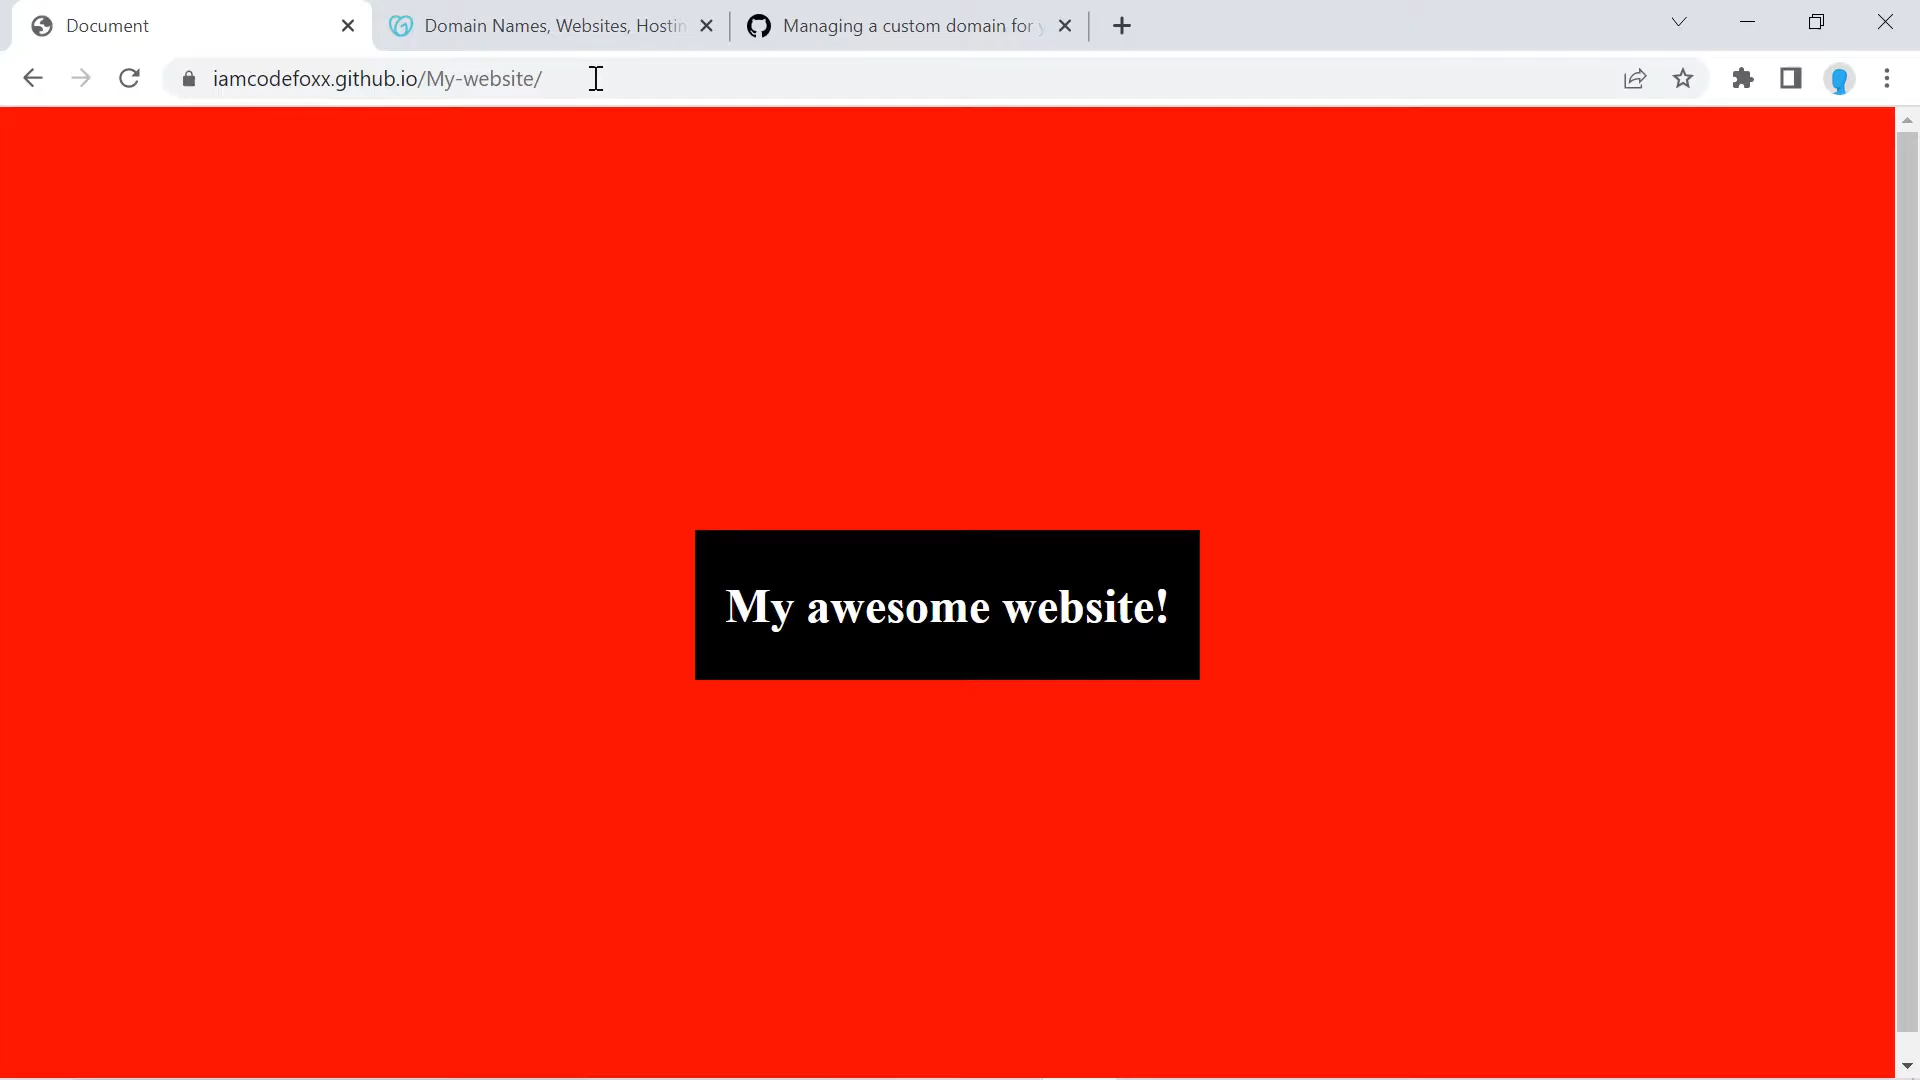 Document
Domain Names, Websites, Hostin
Managing a custom domain for y
iamcodefoxx.github.io/My-website/
My awesome website!